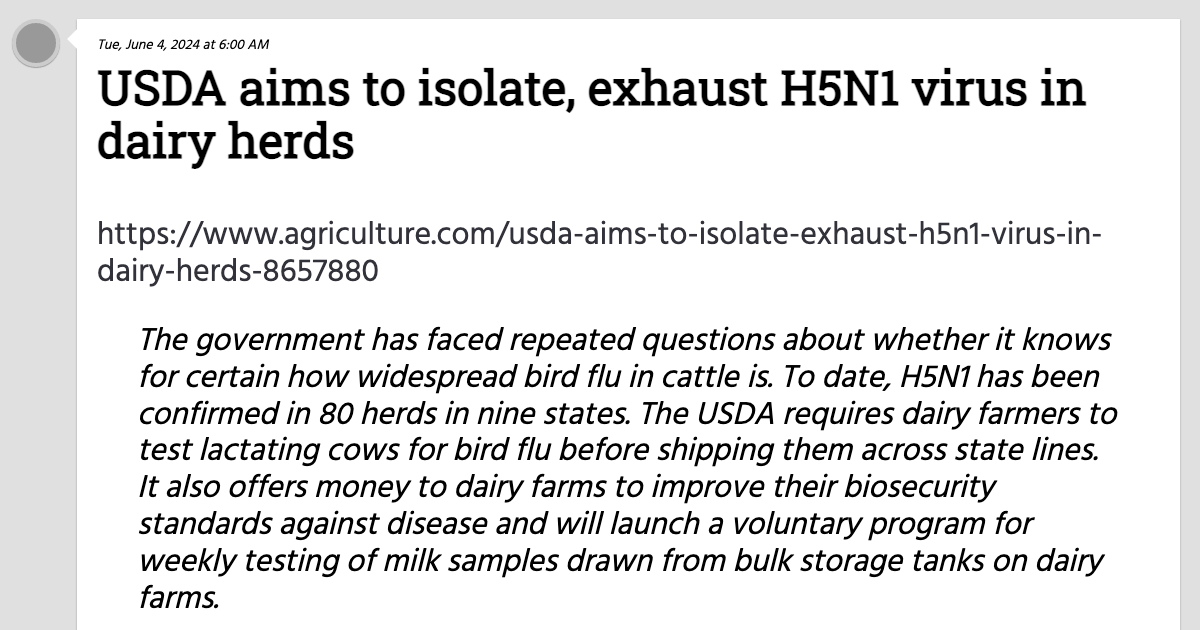 Tue, June 4, 2024 at 6:00 AM
USDA aims to isolate, exhaust H5N1 virus in
dairy herds
https://www.agriculture.com/usda-aims-to-isolate-exhaust-h5n1-virus-in-
dairy-herds-8657880
The government has faced repeated questions about whether it knows
for certain how widespread bird flu in cattle is. To date, H5N1 has been
confirmed in 80 herds in nine states. The USDA requires dairy farmers to
test lactating cows for bird flu before shipping them across state lines.
It also offers money to dairy farms to improve their biosecurity
standards against disease and will launch a voluntary program for
weekly testing of milk samples drawn from bulk storage tanks on dairy
farms.